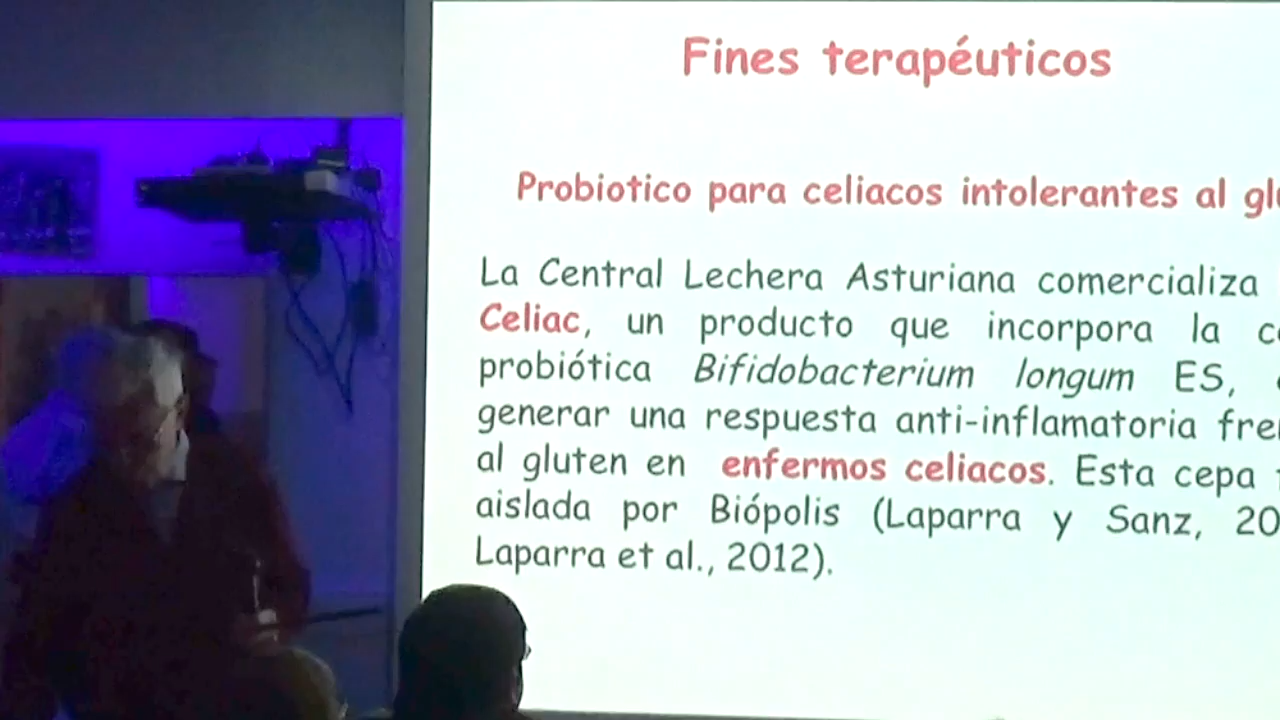 Fines terapéuticos
Probiotico para celiacos intolerantes al
La Central Lechera Asturiana comercializa
Celiac, un producto que incorpora la
probiótica Bifidobacterium longum ES,
generar una respuesta anti-inflamatoria
al gluten en enfermos celiacos. Esta cepa
aislada por Biópolis (Laparra y Sanz,
Laparra et al., 2012).